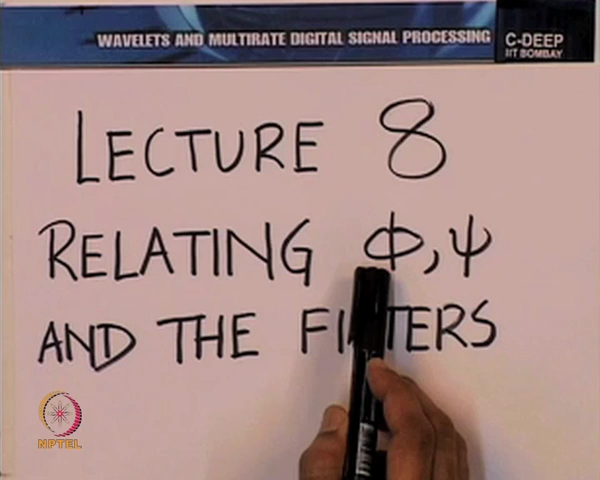 WAVELETS AND MULTIRATE DIGITAL SIGNAL PROCESSING
C-DEEP
IIT BOMBAY
LECTURE 8
RELATING Φ, Ψ
AND THE FILTERS
NPTEL